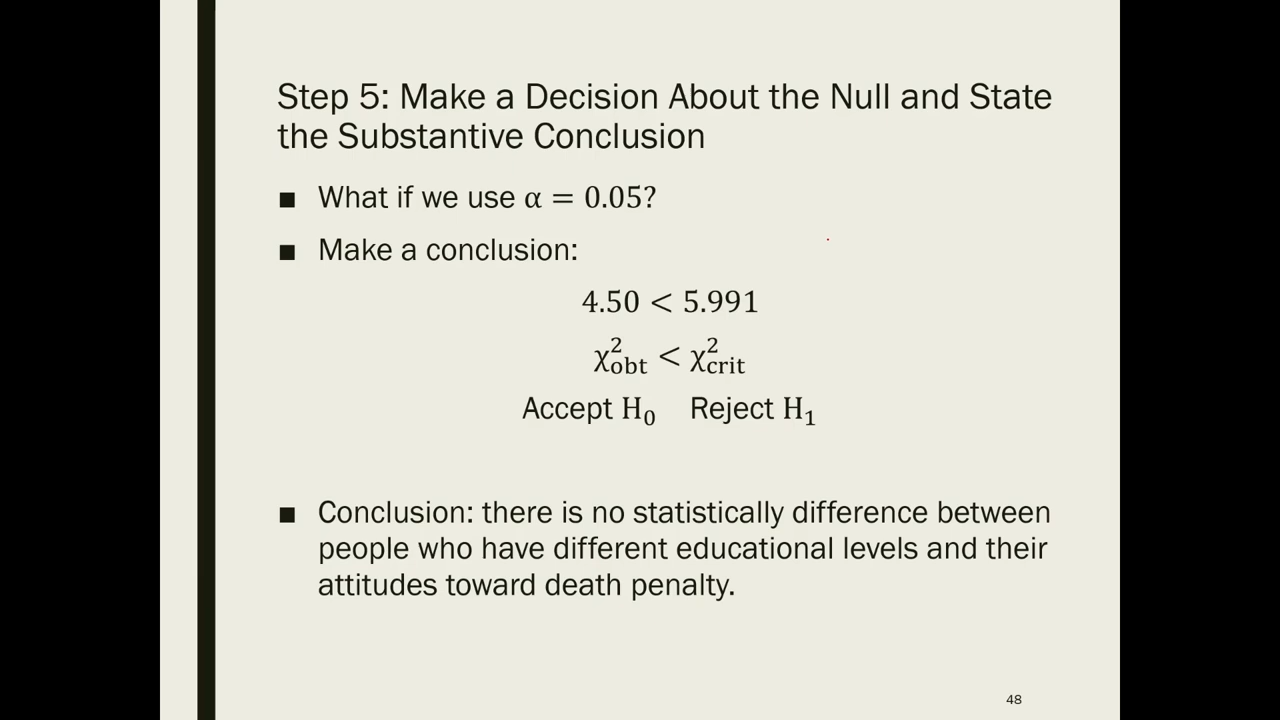 Step 5: Make a Decision About the Null and State
the Substantive Conclusion
■ What if we use α = 0.05?
■ Make a conclusion:
4.50 < 5.991
χ²obt < χ²crit
Accept H₀ Reject H₁
■ Conclusion: there is no statistically difference between
people who have different educational levels and their
attitudes toward death penalty.
48